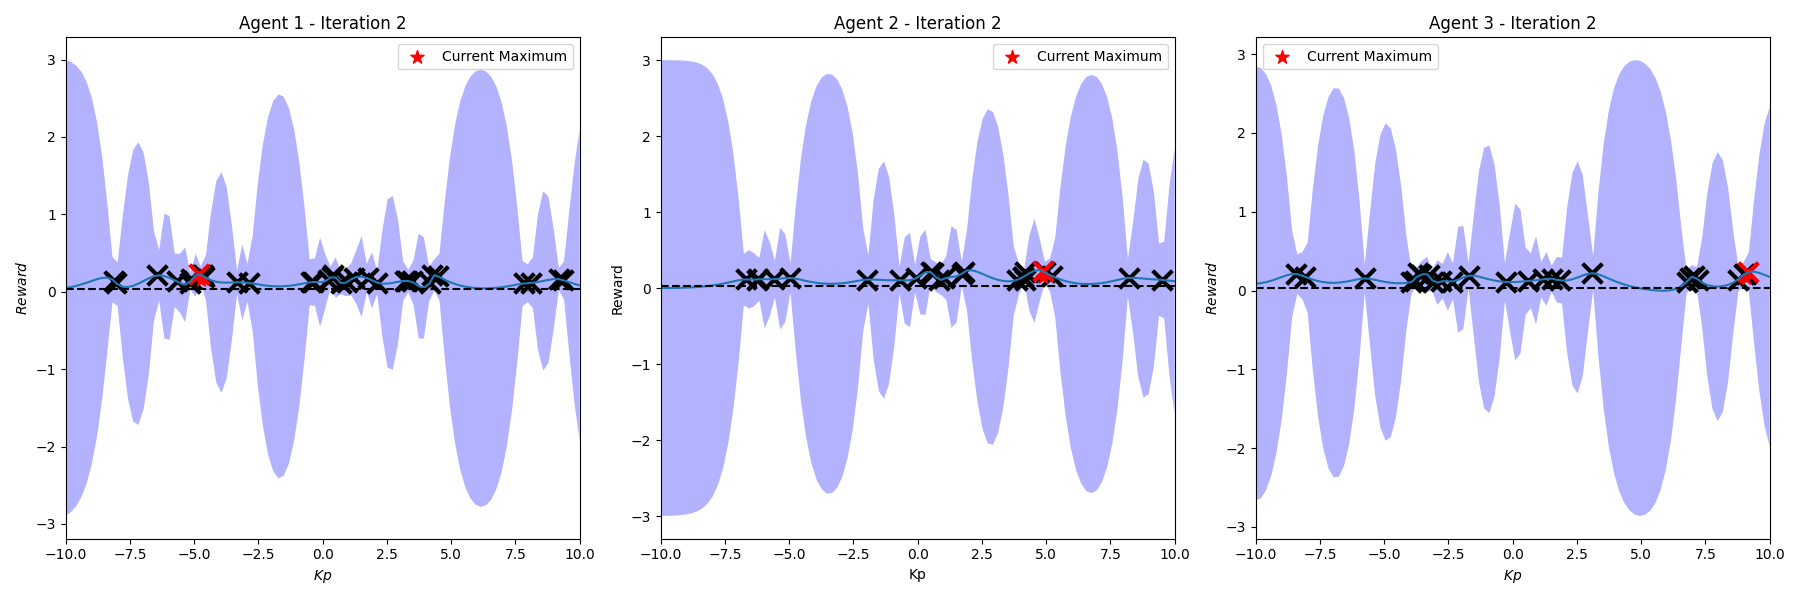 Agent 1 - Iteration 2
Current Maximum
Reward
3
2
1
0
−1
−2
−3
−10.0 −7.5 −5.0 −2.5 0.0 2.5 5.0 7.5 10.0
Kp
Agent 2 - Iteration 2
Current Maximum
Reward
3
2
1
0
−1
−2
−3
−10.0 −7.5 −5.0 −2.5 0.0 2.5 5.0 7.5 10.0
Kp
Agent 3 - Iteration 2
Current Maximum
Reward
3
2
1
0
−1
−2
−3
−10.0 −7.5 −5.0 −2.5 0.0 2.5 5.0 7.5 10.0
Kp